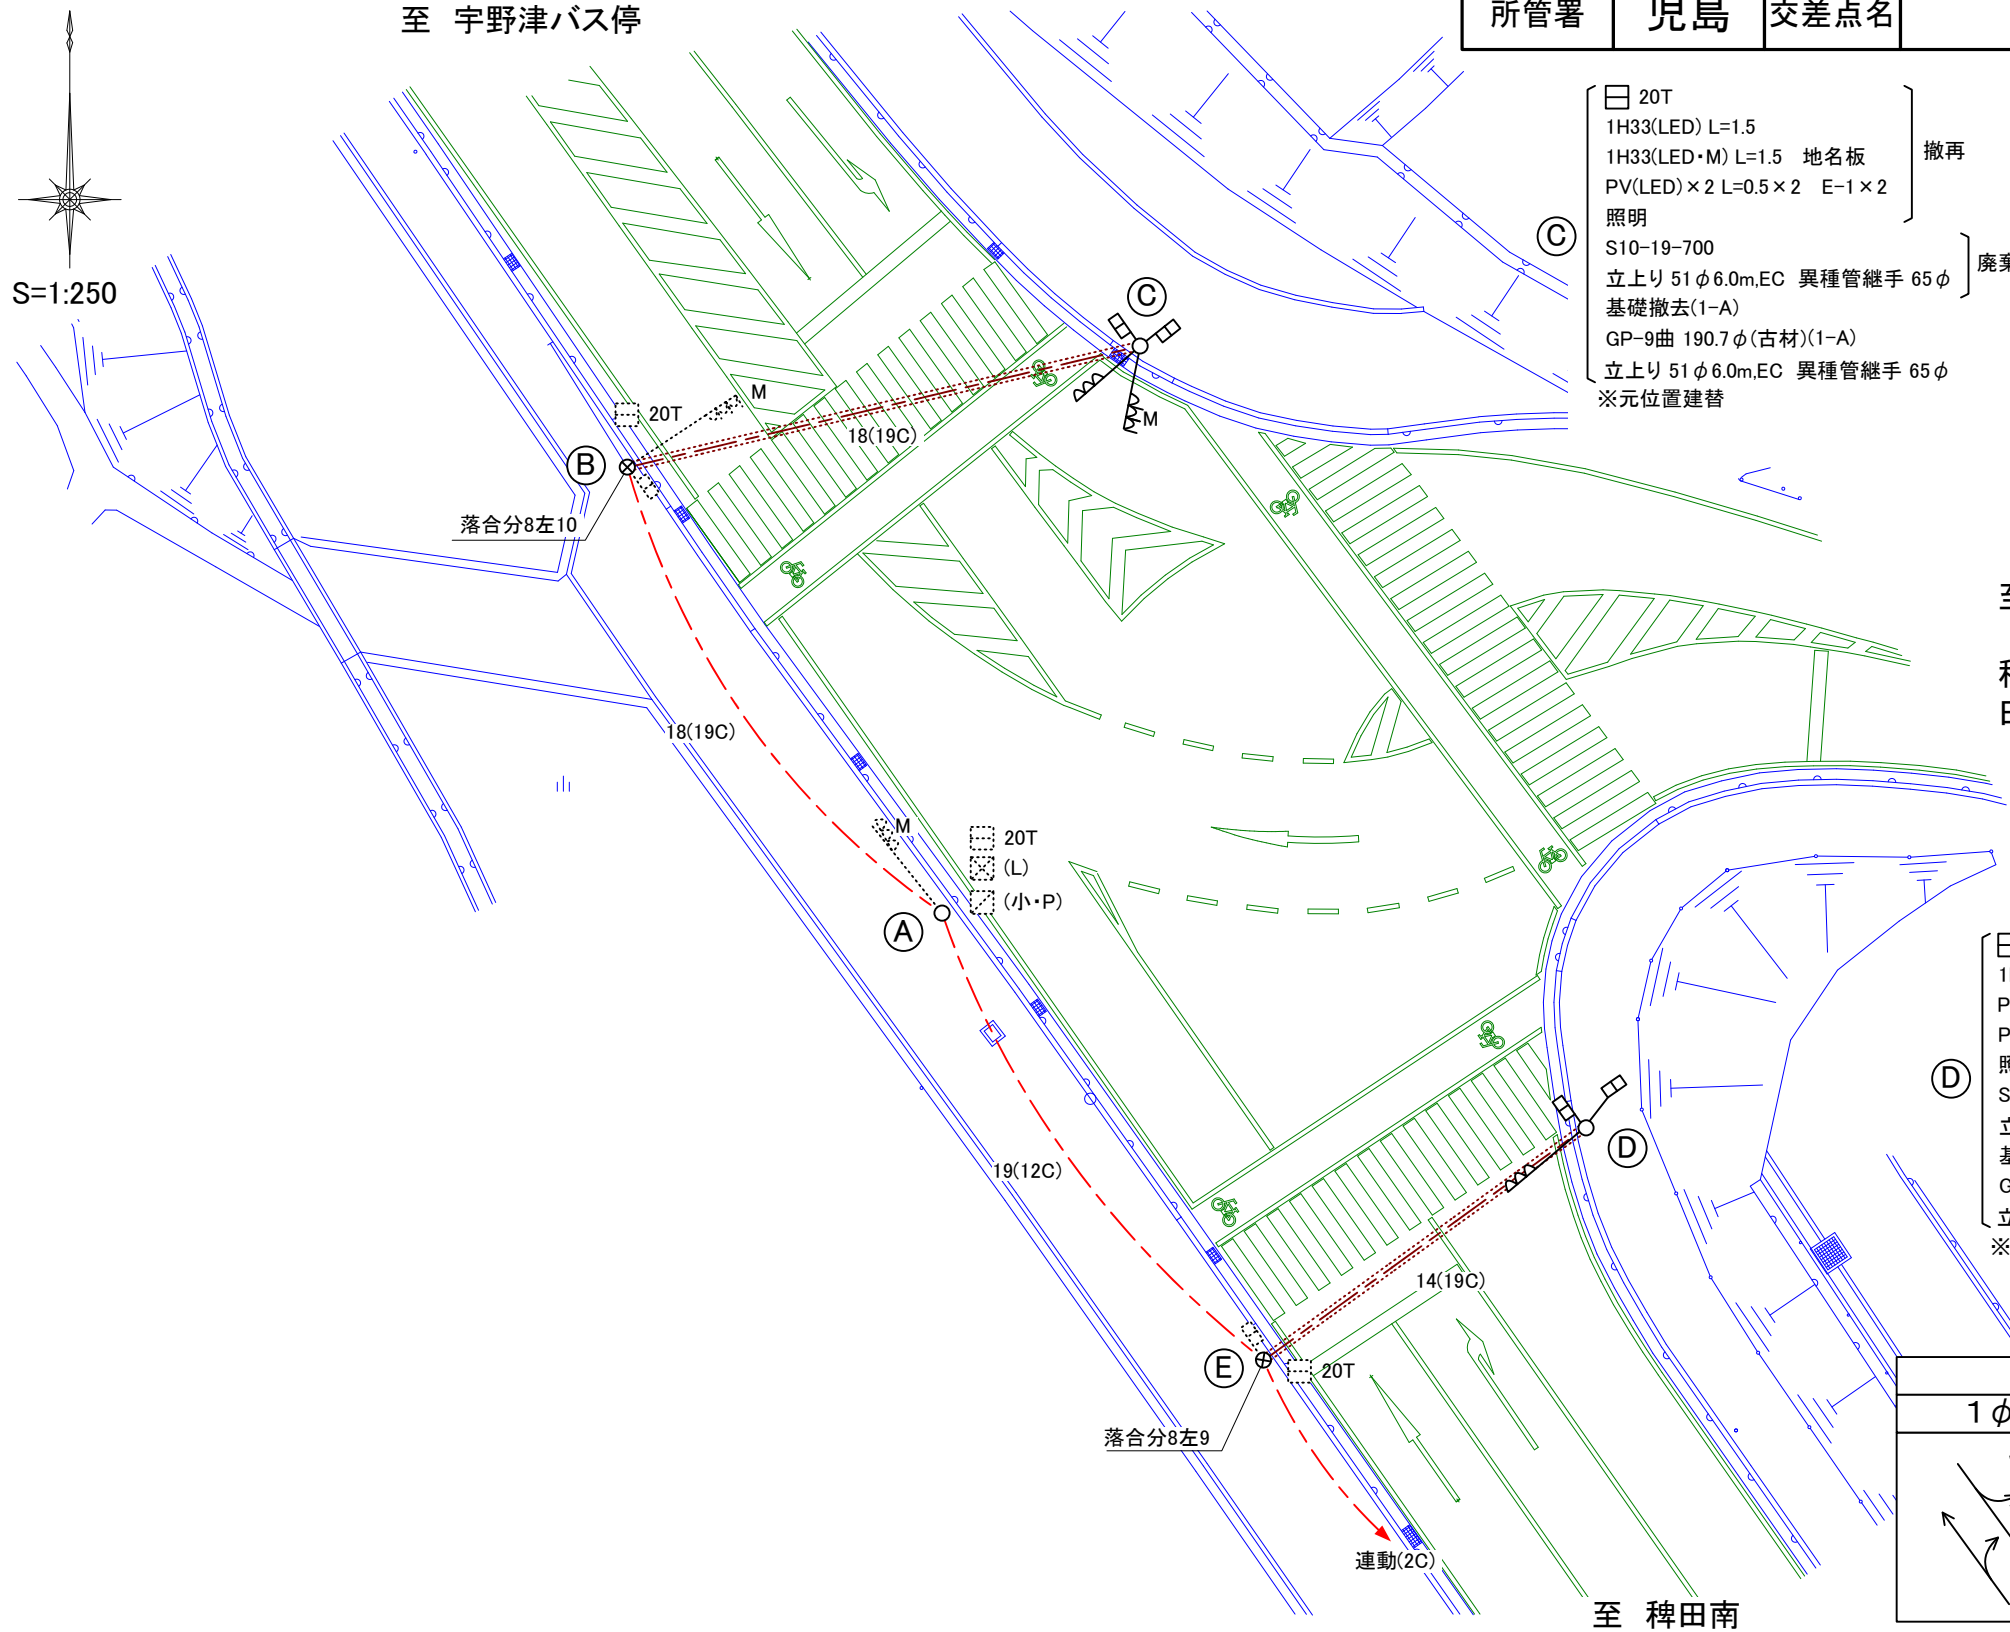 至 宇野津バス停
所管署 児島 交差点名
S=1:250
20T
1H33(LED) L=1.5
1H33(LED・M) L=1.5 地名板
PV(LED)×2 L=0.5×2 E-1×2
照明
撤再
S10-19-700
立上り 51φ6.0m,EC 異種管継手 65φ
基礎撤去(1-A)
GP-9曲 190.7φ(古材)(1-A)
立上り 51φ6.0m,EC 異種管継手 65φ
※元位置建替
C
C
M
M
20T
18(19C)
B
落合分8左10
18(19C)
M
20T
(L)
(小・P)
A
19(12C)
D
D
14(19C)
E
20T
落合分8左9
連動(2C)
至 稗田南
1φ